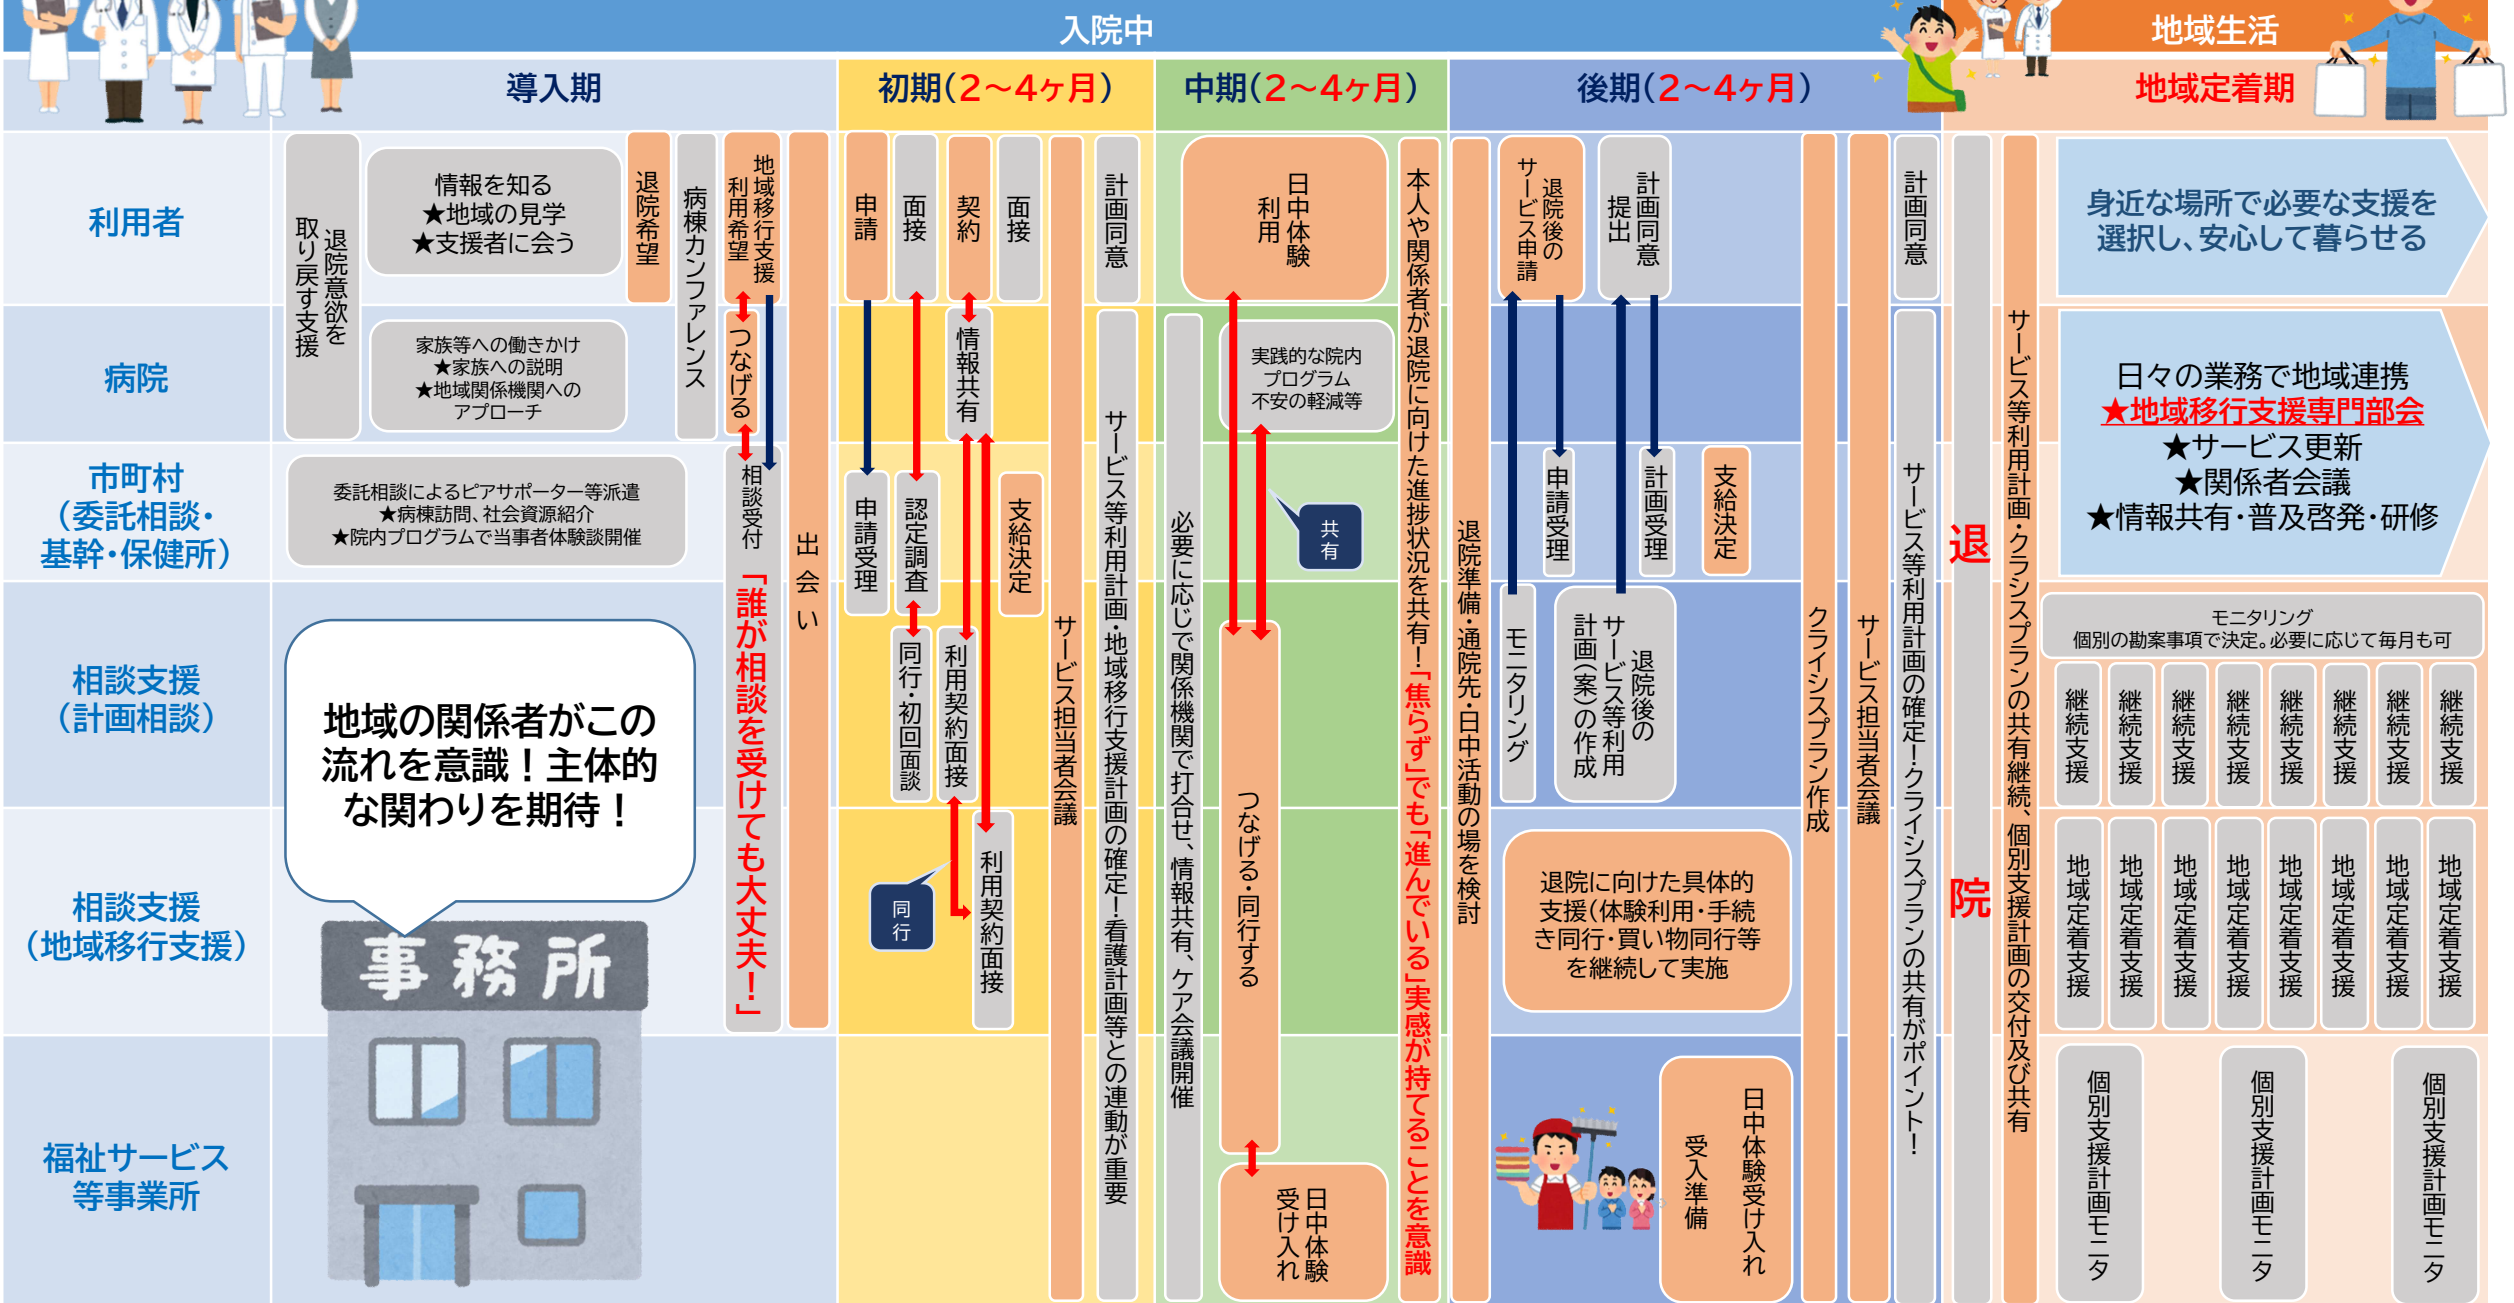 入院中
地域生活
導入期
初期(2～4ヶ月)
中期(2～4ヶ月)
後期(2～4ヶ月)
地域定着期
利用者
病院
市町村
(委託相談・
基幹・保健所)
相談支援
(計画相談)
相談支援
(地域移行支援)
福祉サービス
等事業所
退院意欲を
取り戻す支援
情報を知る
★地域の見学
★支援者に会う
家族等への働きかけ
★家族への説明
★地域関係機関への
アプローチ
委託相談によるピアサポーター等派遣
★病棟訪問、社会資源紹介
★院内プログラムで当事者体験談開催
地域の関係者がこの
流れを意識！主体的
な関わりを期待！
事務所
退院希望
病棟カンファレンス
地域移行支援
利用希望
つなげる
相談受付
「誰が相談を受けても大丈夫！」
出会い
申請
申請受理
面接
認定調査
同行・初回面談
契約
情報共有
利用契約面接
同行
利用契約面接
面接
支給決定
サービス担当者会議
計画同意
サービス等利用計画・地域移行支援計画の確定！看護計画等との連動が重要
必要に応じで関係機関で打合せ、情報共有、ケア会議開催
日中体験
利用
実践的な院内
プログラム
不安の軽減等
共有
つなげる・同行する
日中体験
受け入れ
本人や関係者が退院に向けた進捗状況を共有！「焦らず」でも「進んでいる」実感が持てることを意識
退院準備・通院先・日中活動の場を検討
退院後の
サービス申請
申請受理
モニタリング
計画同意
提出
計画受理
退院後の
サービス等利用
計画(案)の作成
支給決定
退院に向けた具体的
支援(体験利用・手続
き同行・買い物同行等
を継続して実施
日中体験受け入れ
受入準備
クライシスプラン作成
サービス担当者会議
計画同意
サービス等利用計画の確定！クライシスプランの共有がポイント！
退院
サービス等利用計画・クラシスプランの共有継続、個別支援計画の交付及び共有
身近な場所で必要な支援を
選択し、安心して暮らせる
日々の業務で地域連携
★地域移行支援専門部会
★サービス更新
★関係者会議
★情報共有・普及啓発・研修
モニタリング
個別の勘案事項で決定。必要に応じて毎月も可
継続支援
継続支援
継続支援
継続支援
継続支援
継続支援
継続支援
継続支援
地域定着支援
地域定着支援
地域定着支援
地域定着支援
地域定着支援
地域定着支援
地域定着支援
地域定着支援
個別支援計画モニタ
個別支援計画モニタ
個別支援計画モニタ